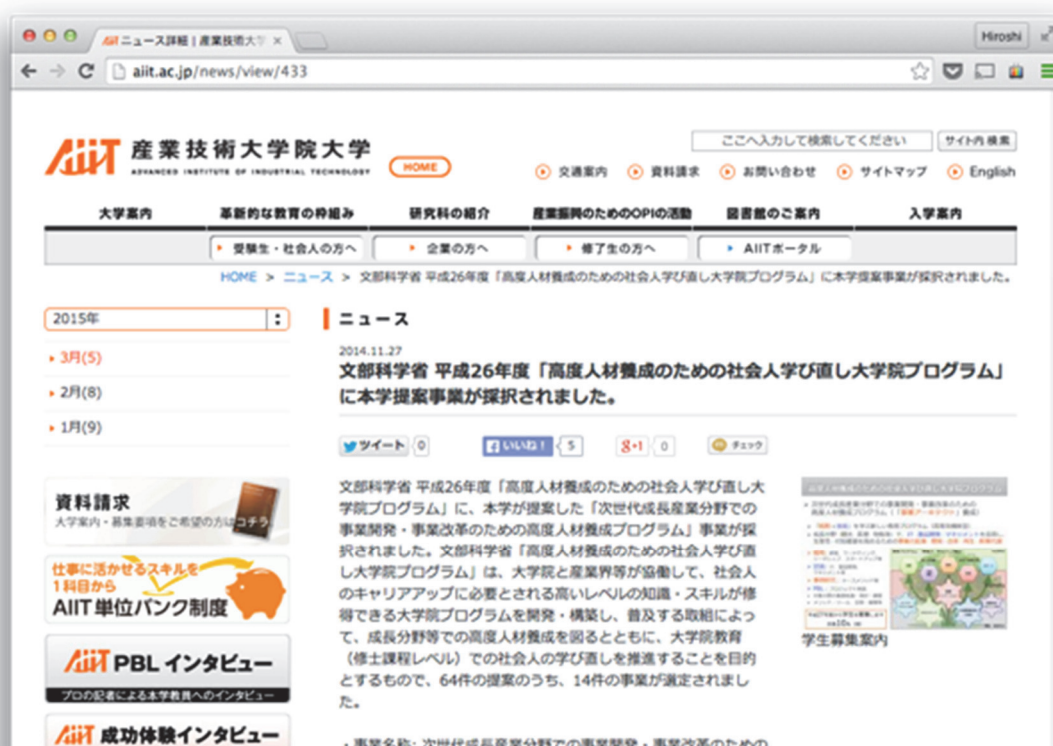 AIIT ニュース詳細 | 産業技術大学
Hiroshi
aiit.ac.jp/news/view/433
AIIT 産業技術大学院大学
ADVANCED INSTITUTE OF INDUSTRIAL TECHNOLOGY
HOME
ここへ入力して検索してください
サイト内 検索
交通案内 資料請求 お問い合わせ サイトマップ English
大学案内 革新的な教育の枠組み 研究科の紹介 産業振興のためのOPIの活動 図書館のご案内 入学案内
受験生・社会人の方へ 企業の方へ 修了生の方へ AIITポータル
HOME > ニュース > 文部科学省 平成26年度「高度人材養成のための社会人学び直し大学院プログラム」に本学提案事業が採択されました。
2015年
3月(5)
2月(8)
1月(9)
資料請求
大学案内・募集要項をご希望の方は コチラ
仕事に活かせるスキルを
1科目から
AIIT 単位バンク制度
AIIT PBL インタビュー
プロの記者による本学教員へのインタビュー
AIIT 成功体験インタビュー
ニュース
2014.11.27
文部科学省 平成26年度「高度人材養成のための社会人学び直し大学院プログラム」
に本学提案事業が採択されました。
ツイート 0 いいね! 5 g+1 0 チェック
文部科学省 平成26年度「高度人材養成のための社会人学び直し大
学院プログラム」に、本学が提案した「次世代成長産業分野での
事業開発・事業改革のための高度人材養成プログラム」事業が採
択されました。文部科学省「高度人材養成のための社会人学び直
し大学院プログラム」は、大学院と産業界等が協働して、社会人
のキャリアアップに必要とされる高いレベルの知識・スキルが修
得できる大学院プログラムを開発・構築し、普及する取組によっ
て、成長分野等での高度人材養成を図るとともに、大学院教育
（修士課程レベル）での社会人の学び直しを推進することを目的
とするもので、64件の提案のうち、14件の事業が選定されまし
た。
・事業名称: 次世代成長産業分野での事業開発・事業改革のための
学生募集案内